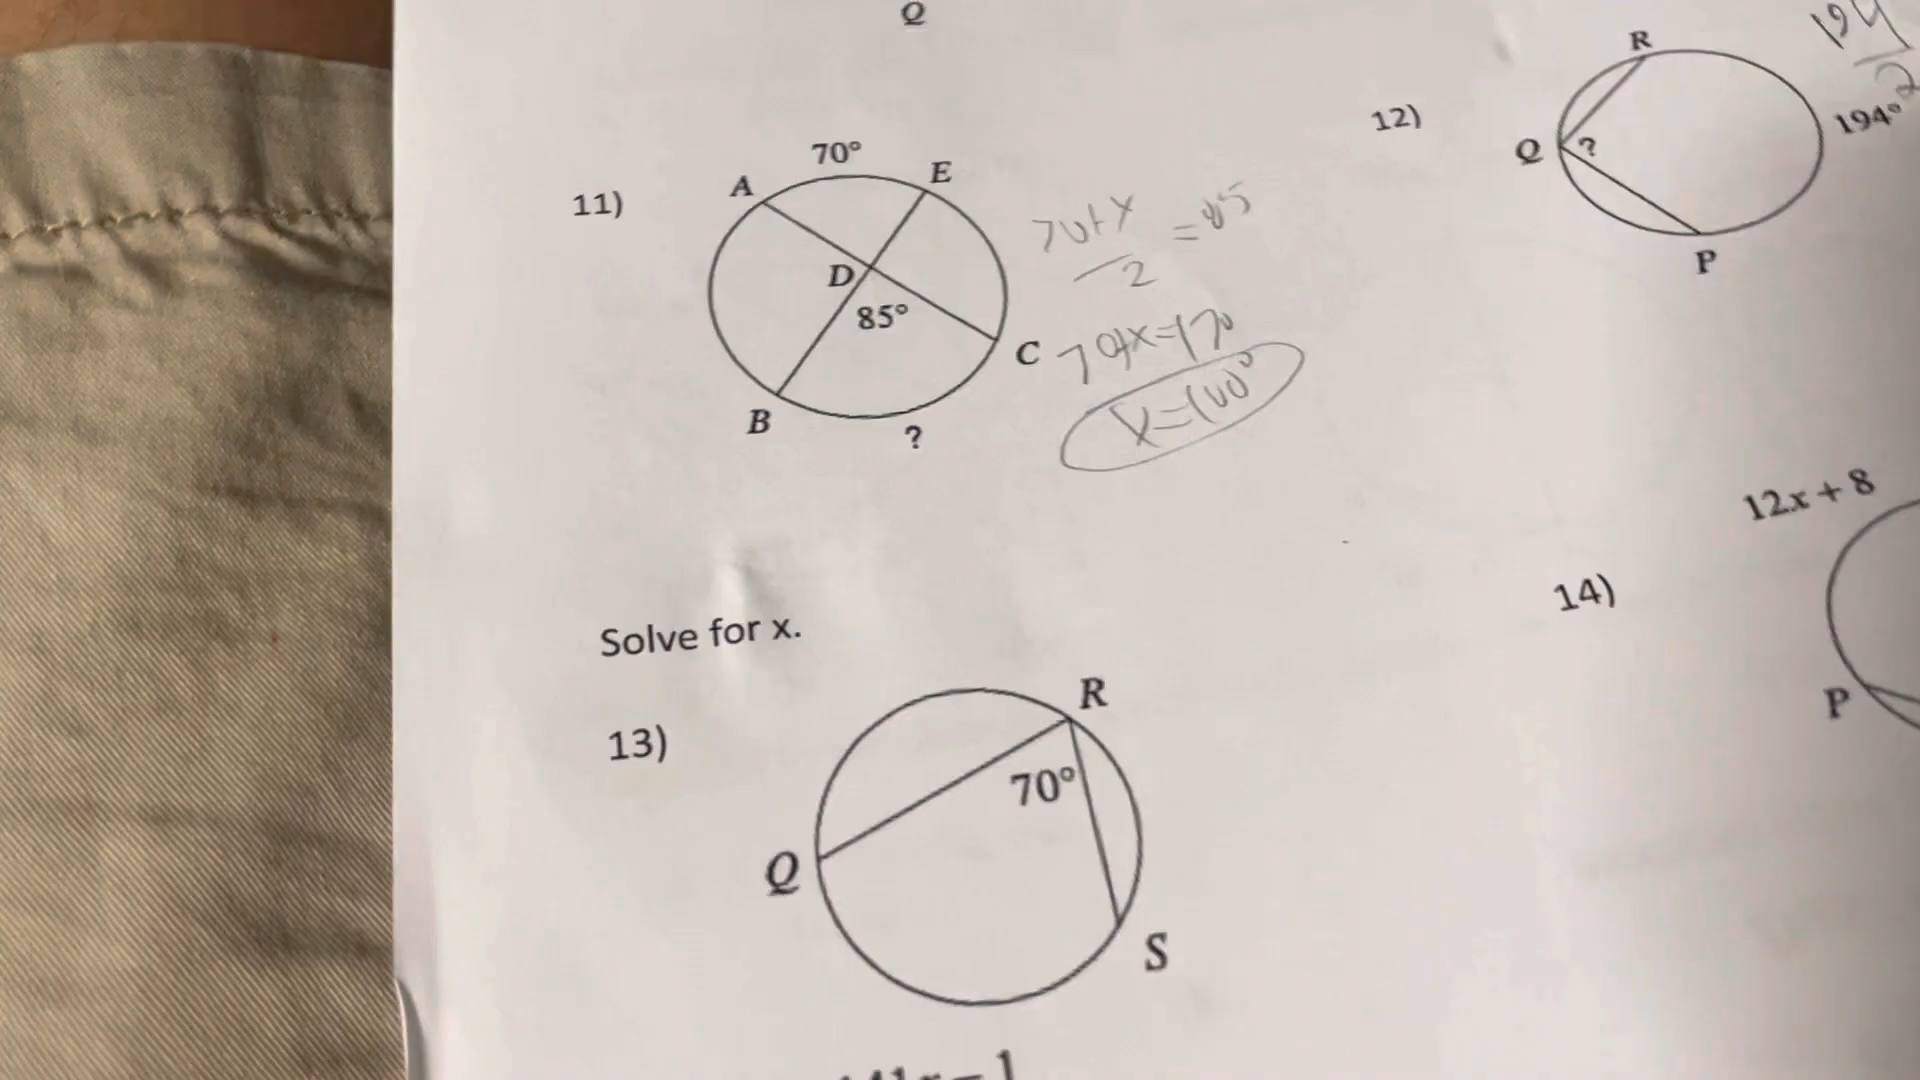 Q
11)
A
70°
E
D
85°
C
B
?
70+x
2
= 85
70+x=170
x=100°
12)
R
Q
?
P
194°
194
2
Solve for x.
13)
R
70°
Q
S
14)
12x + 8
P